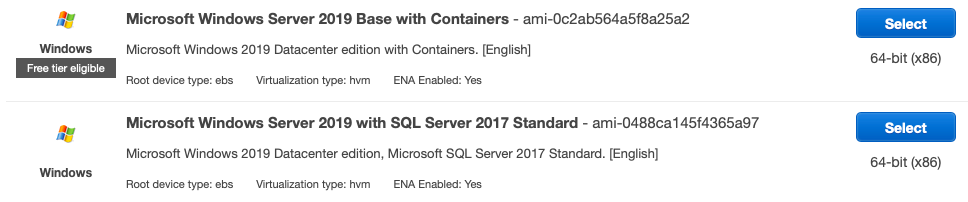 Microsoft Windows Server 2019 Base with Containers - ami-0c2ab564a5f8a25a2
Select
Windows
Microsoft Windows 2019 Datacenter edition with Containers. [English]
64-bit (x86)
Free tier eligible
Root device type: ebs Virtualization type: hvm ENA Enabled: Yes
Microsoft Windows Server 2019 with SQL Server 2017 Standard - ami-0488ca145f4365a97
Select
Microsoft Windows 2019 Datacenter edition, Microsoft SQL Server 2017 Standard. [English]
64-bit (x86)
Windows
Root device type: ebs Virtualization type: hvm ENA Enabled: Yes